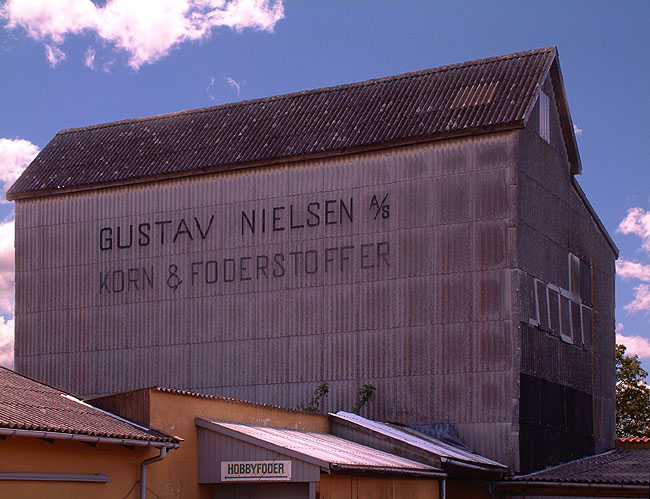 GUSTAV NIELSEN A/S
KORN & FODERSTOFFER
HOBBYFODER